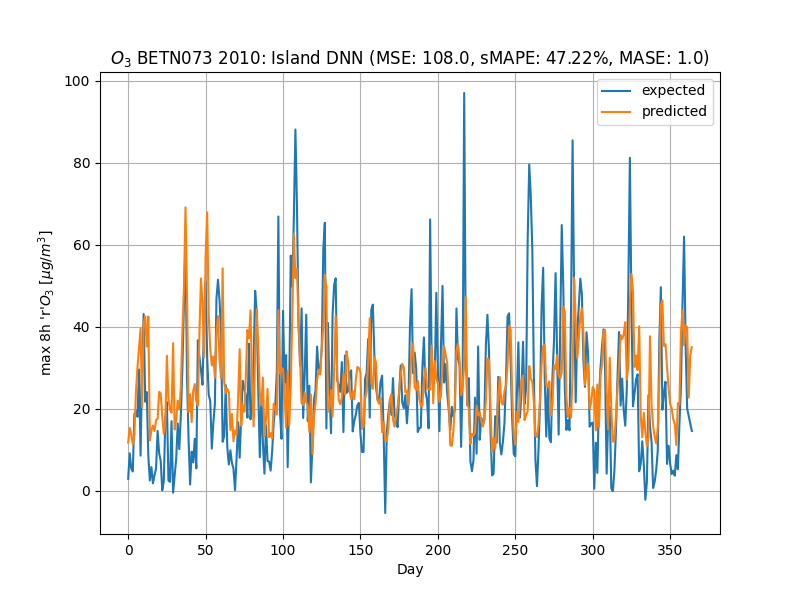 O₃ BETN073 2010: Island DNN (MSE: 108.0, sMAPE: 47.22%, MASE: 1.0)
expected
predicted
max 8h 'r'O₃ [μg/m³]
100
80
60
40
20
0
0 50 100 150 200 250 300 350
Day